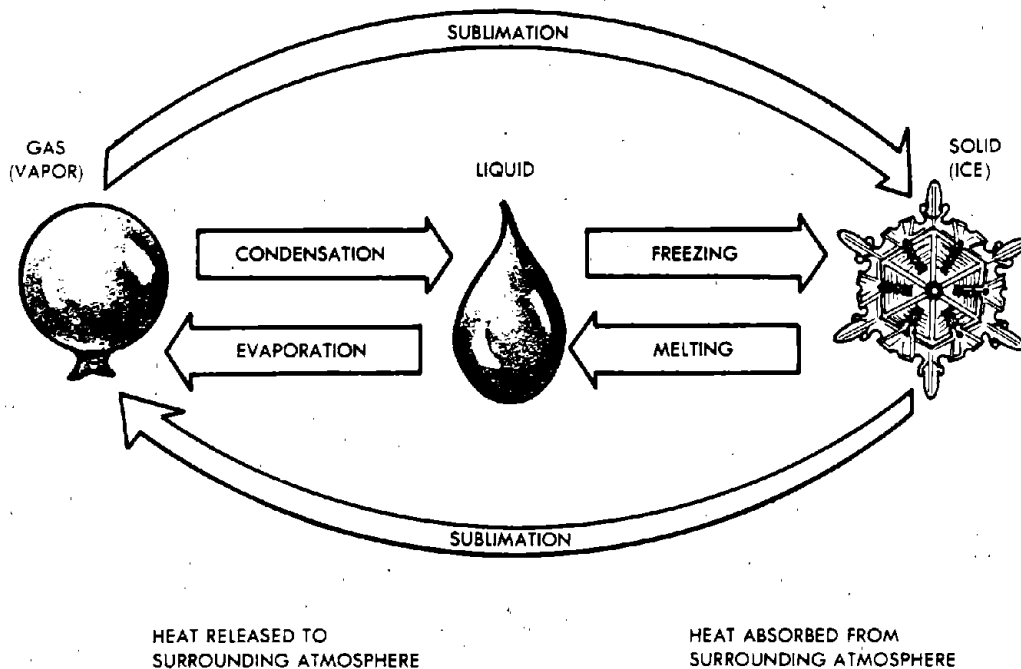 SUBLIMATION
GAS
(VAPOR)
LIQUID
SOLID
(ICE)
CONDENSATION
FREEZING
EVAPORATION
MELTING
SUBLIMATION
HEAT RELEASED TO
SURROUNDING ATMOSPHERE
HEAT ABSORBED FROM
SURROUNDING ATMOSPHERE